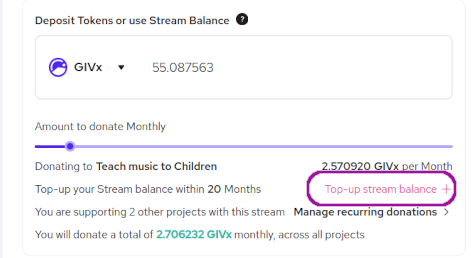 Deposit Tokens or use Stream Balance ?
GIVx 55.087563
Amount to donate Monthly
Donating to Teach music to Children 2.570920 GIVx per Month
Top-up your Stream balance within 20 Months Top-up stream balance +
You are supporting 2 other projects with this stream Manage recurring donations >
You will donate a total of 2.706232 GIVx monthly, across all projects